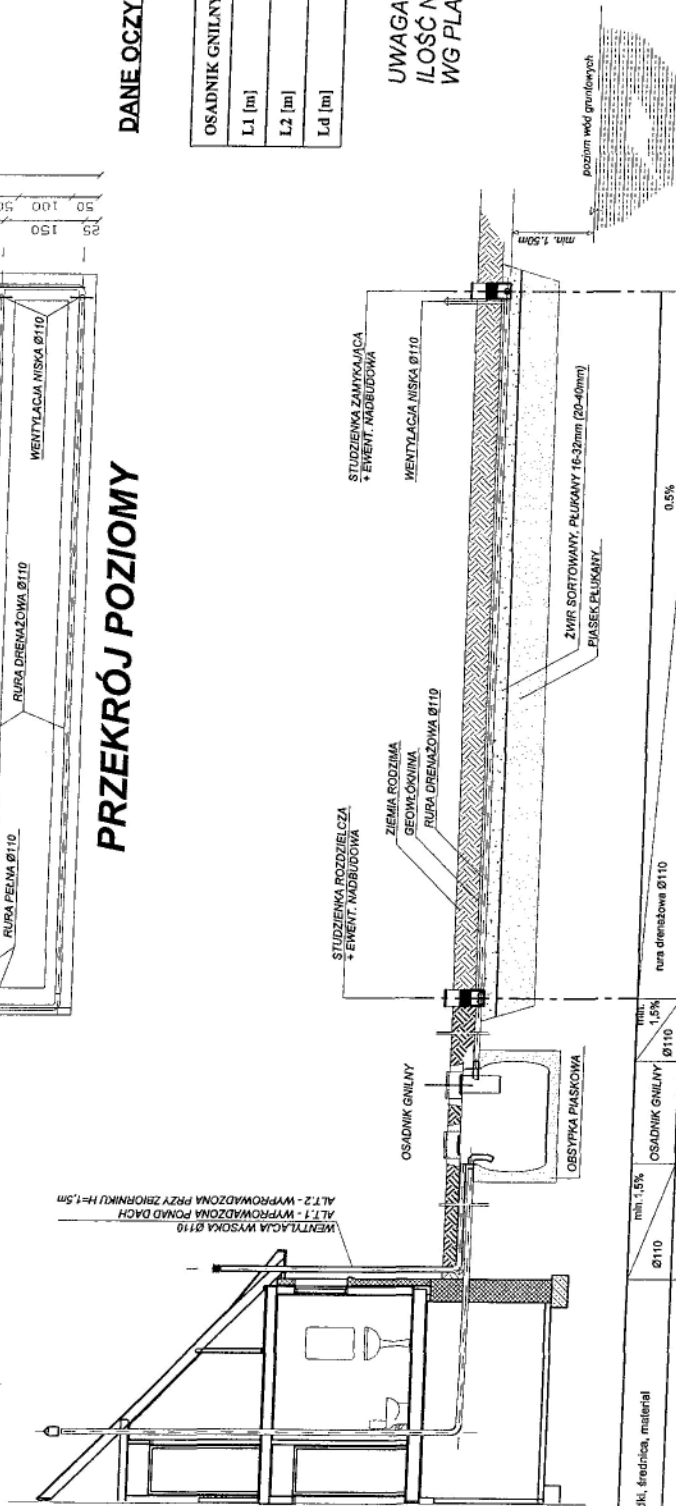 DANE OCZY
OSADNIK GNILNY
L1 [m]
L2 [m]
Ld [m]
UWAGA
WG PLA
50
100
50
25
150
WENTYLACJA NISKA Ø110
RURA DRENAŻOWA Ø110
RURA PEŁNA Ø110
PRZEKRÓJ POZIOMY
poziom wód gruntowych
min. 1.50m
STUDZIENKA ZAMYKAJĄCA
+ EWENT. NADBUDOWA
WENTYLACJA NISKA Ø110
ŻWIR SORTOWANY, PŁUKANY 16-32mm (20-40mm)
PIASEK PŁUKANY
STUDZIENKA ROZDZIELCZA
+ EWENT. NADBUDOWA
ZIEMIA RODZIMA
GEOWŁÓKNINA
RURA DRENAŻOWA Ø110
OSADNIK GNILNY
OBSYPKA PIASKOWA
WENTYLACJA WYSOKA Ø110
ALT.1 - WYPROWADZONA PONAD DACH
ALT.2 - WYPROWADZONA PRZY ZBIORNIKU H=1,5m
średnica, materiał
Ø110
min.1,5%
OSADNIK GNILNY
Ø110
min. 1,5%
rura drenażowa Ø110
0.5%